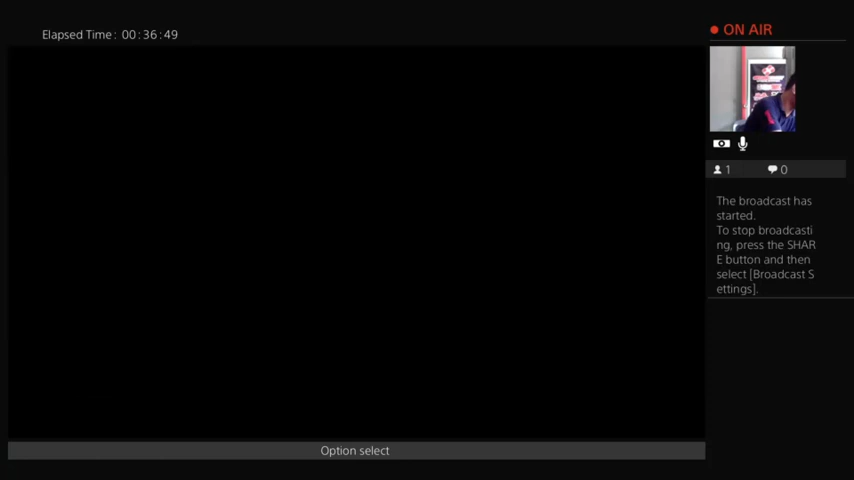 Elapsed Time: 00:36:49
ON AIR
1
0
The broadcast has
started.
To stop broadcasti
ng, press the SHAR
E button and then
select [Broadcast S
ettings].
Option select